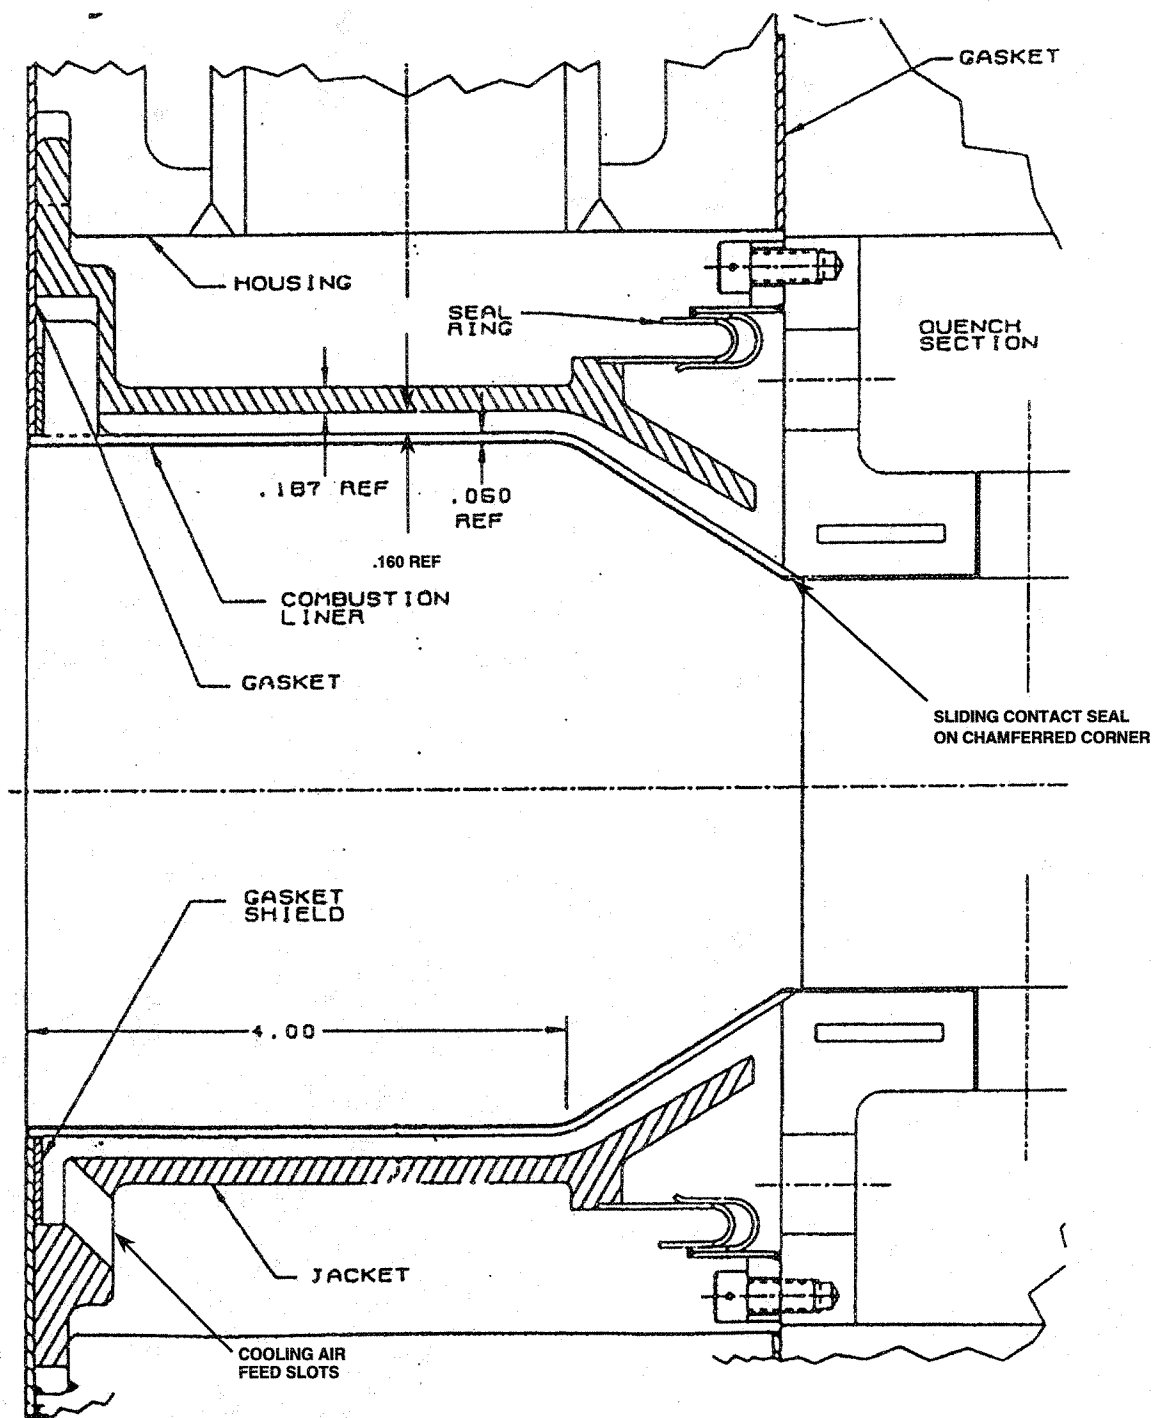 GASKET
HOUSING
SEAL
RING
QUENCH
SECTION
.187 REF
.060
REF
.160 REF
COMBUSTION
LINER
GASKET
SLIDING CONTACT SEAL
ON CHAMFERRED CORNER
GASKET
SHIELD
4.00
JACKET
COOLING AIR
FEED SLOTS